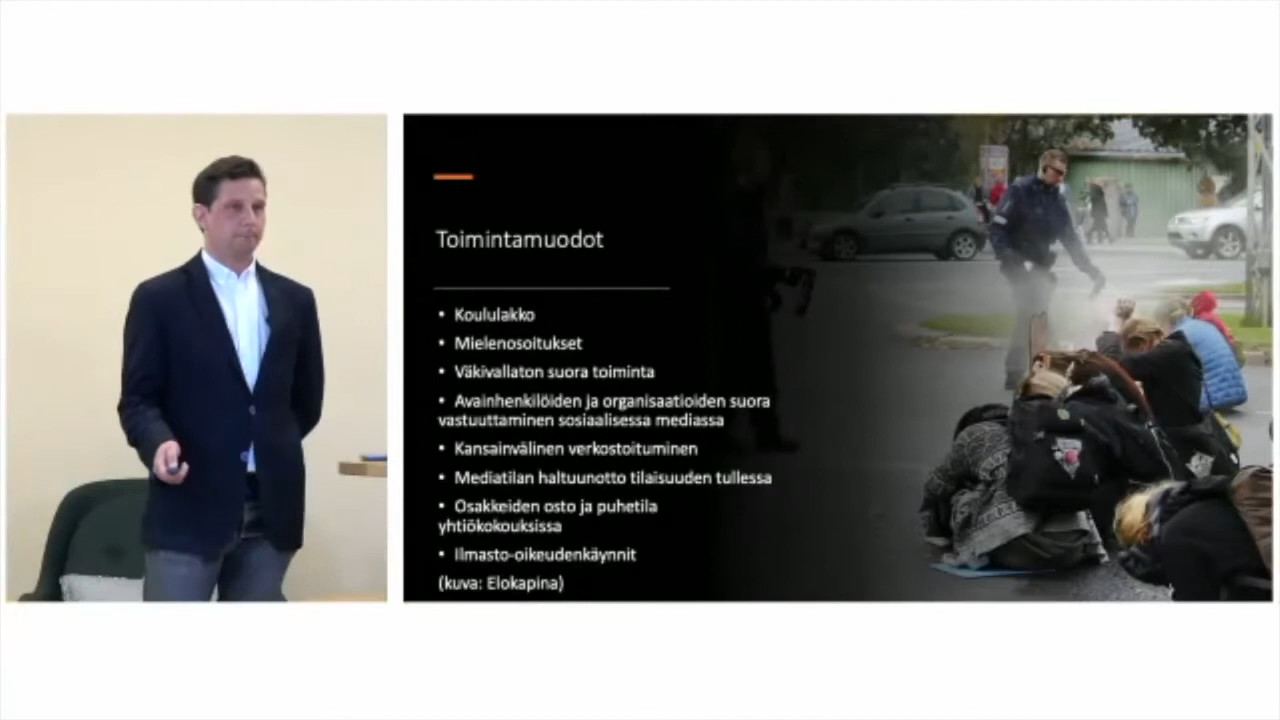 Toimintamuodot
• Koululakko
• Mielenosoitukset
• Väkivallaton suora toiminta
• Avainhenkilöiden ja organisaatioiden suora
vastuuttaminen sosiaalisessa mediassa
• Kansainvälinen verkostoituminen
• Mediatilan haltuunotto tilaisuuden tullessa
• Osakkeiden osto ja puhetila
yhtiökokouksissa
• Ilmasto-oikeudenkäynnit
(kuva: Elokapina)